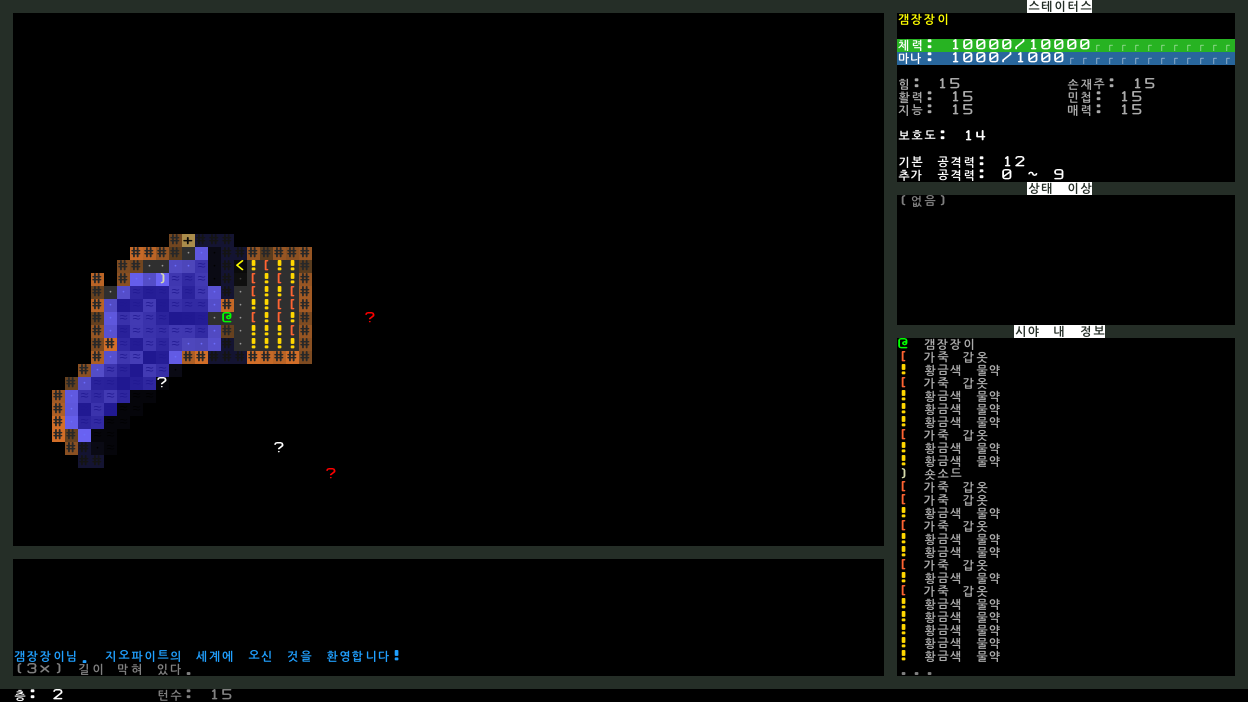 스테이터스
갬장장이
체력: 10000/10000
마나: 1000/1000
힘: 15 손재주: 15
활력: 15 민첩: 15
지능: 15 매력: 15
보호도: 14
기본 공격력: 12
추가 공격력: 0 ~ 9
상태 이상
(없음)
시야 내 정보
@ 갬장장이
[ 가죽 갑옷
! 황금색 물약
[ 가죽 갑옷
! 황금색 물약
! 황금색 물약
! 황금색 물약
[ 가죽 갑옷
! 황금색 물약
! 황금색 물약
) 숏소드
[ 가죽 갑옷
[ 가죽 갑옷
! 황금색 물약
[ 가죽 갑옷
! 황금색 물약
! 황금색 물약
[ 가죽 갑옷
! 황금색 물약
[ 가죽 갑옷
! 황금색 물약
! 황금색 물약
! 황금색 물약
! 황금색 물약
! 황금색 물약
...
갬장장이님. 지오파이트의 세계에 오신 것을 환영합니다!
(3×) 길이 막혀 있다.
층: 2 턴수: 15